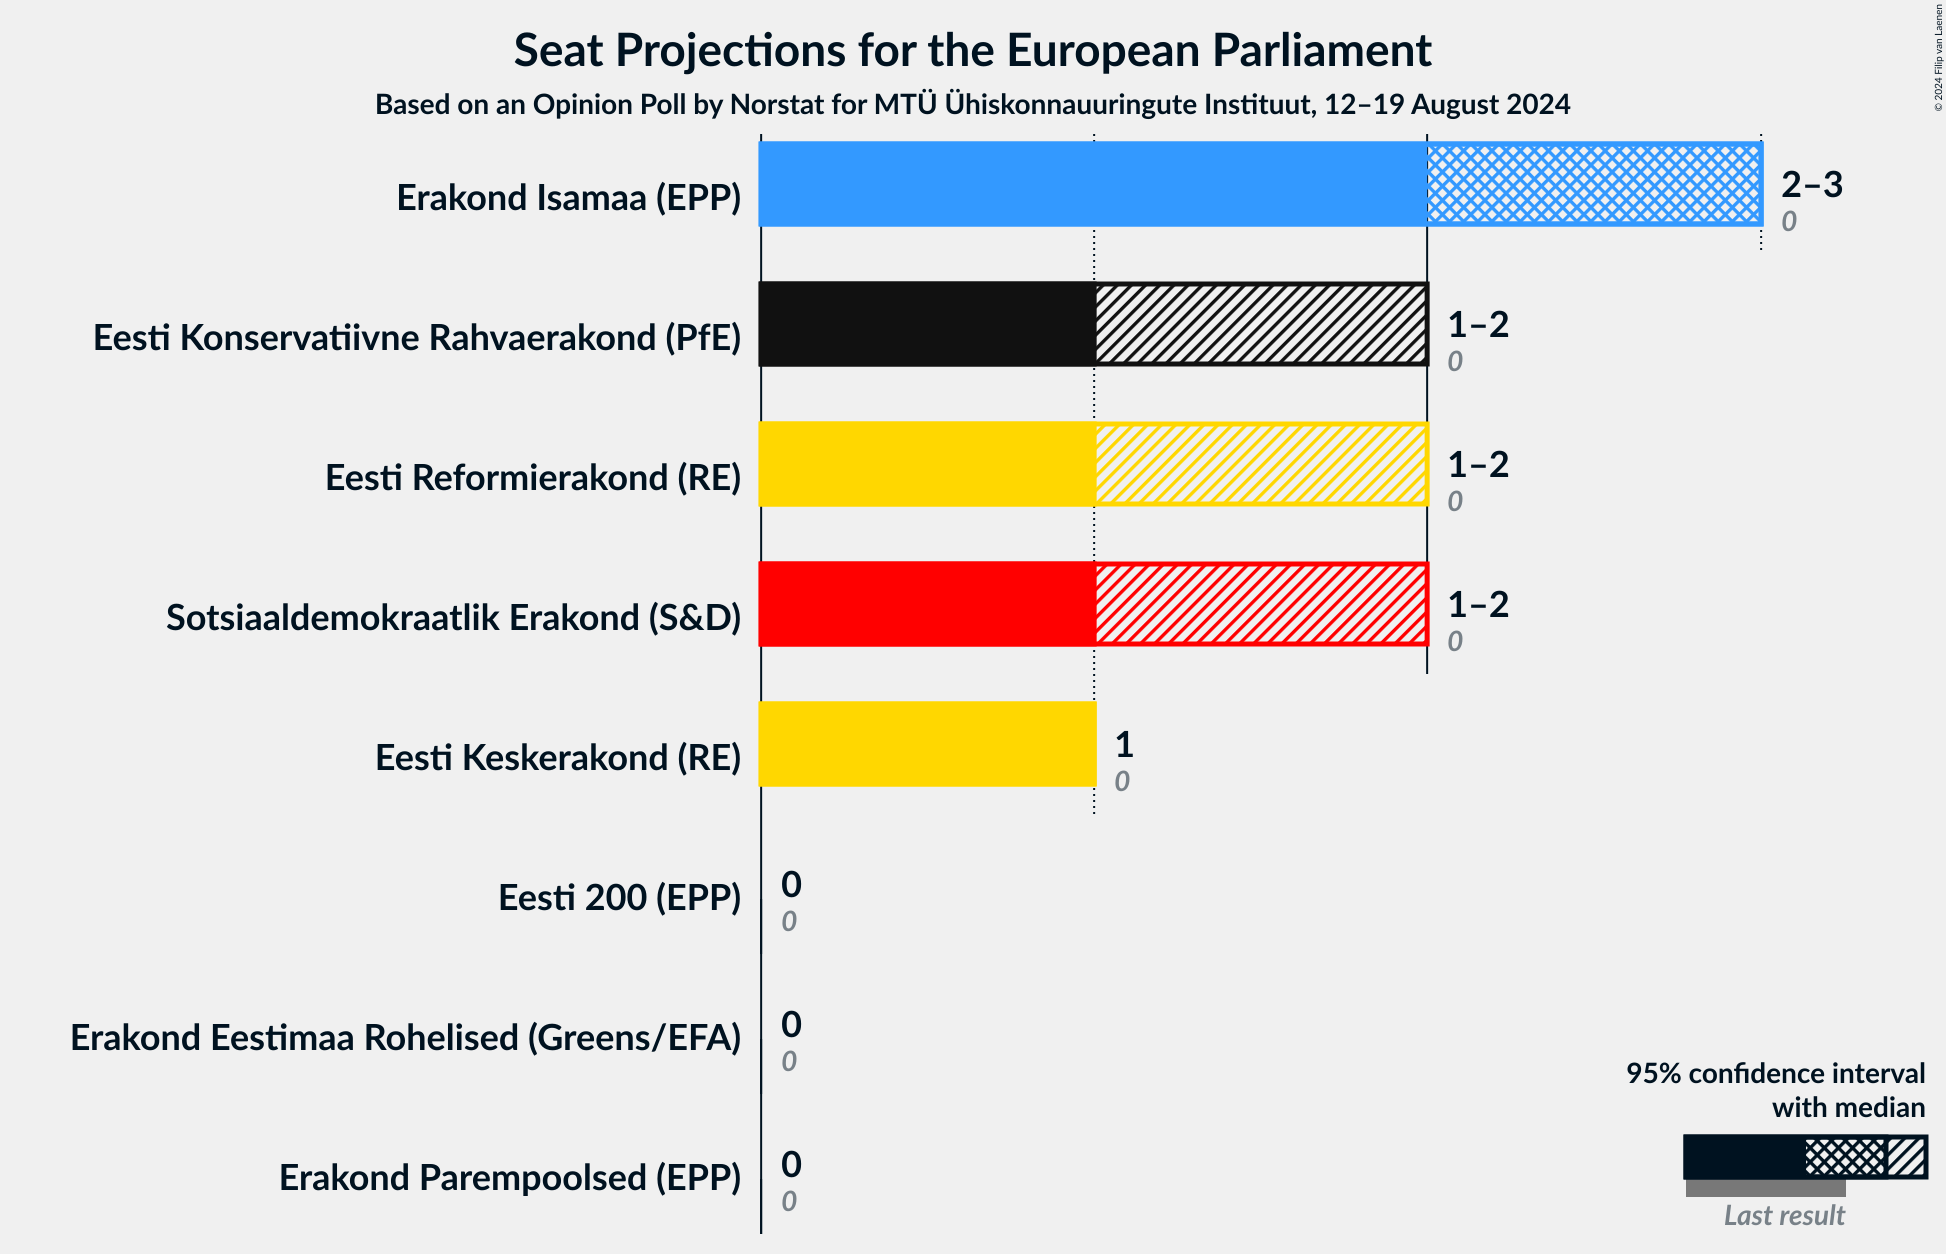 Seat Projections for the European Parliament
Based on an Opinion Poll by Norstat for MTÜ Ühiskonnauuringute Instituut, 12–19 August 2024
© 2024 Filip van Laenen
Erakond Isamaa (EPP)
2–3
0
Eesti Konservatiivne Rahvaerakond (PfE)
1–2
0
Eesti Reformierakond (RE)
1–2
0
Sotsiaaldemokraatlik Erakond (S&D)
1–2
0
Eesti Keskerakond (RE)
1
0
Eesti 200 (EPP)
0
0
Erakond Eestimaa Rohelised (Greens/EFA)
0
0
Erakond Parempoolsed (EPP)
0
0
95% confidence interval
with median
Last result